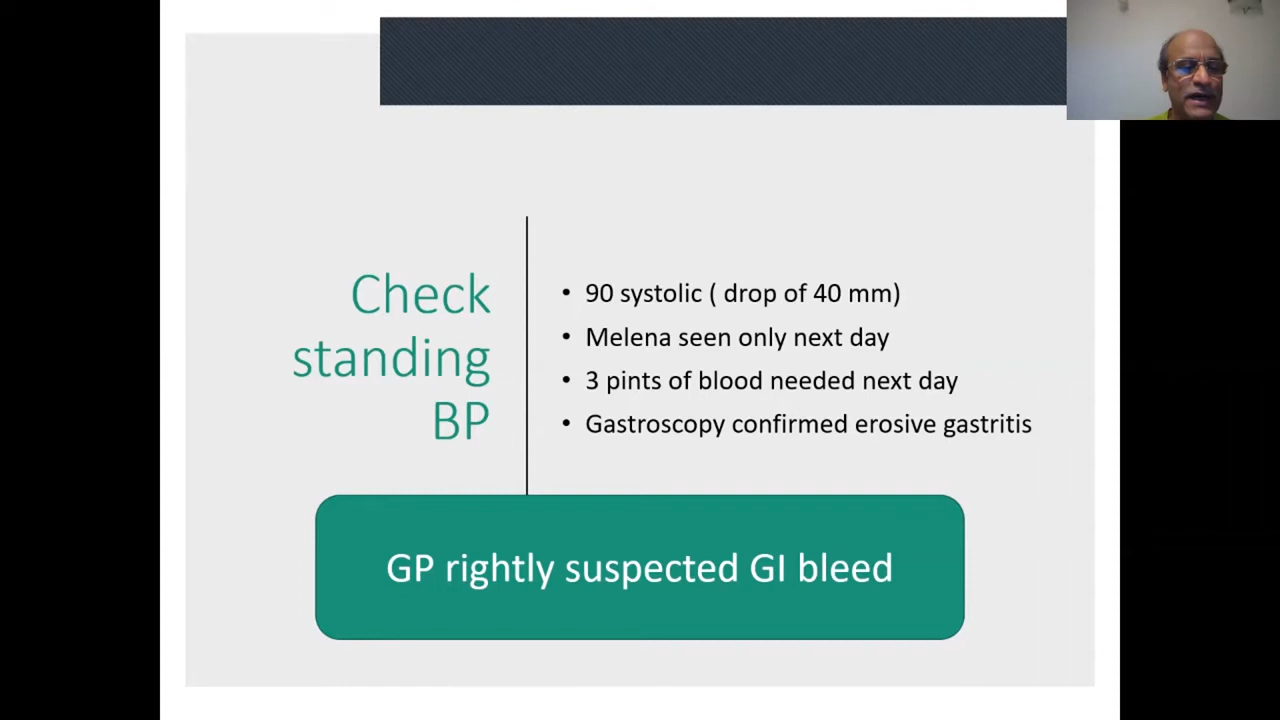 Check
standing
BP
• 90 systolic ( drop of 40 mm)
• Melena seen only next day
• 3 pints of blood needed next day
• Gastroscopy confirmed erosive gastritis
GP rightly suspected GI bleed